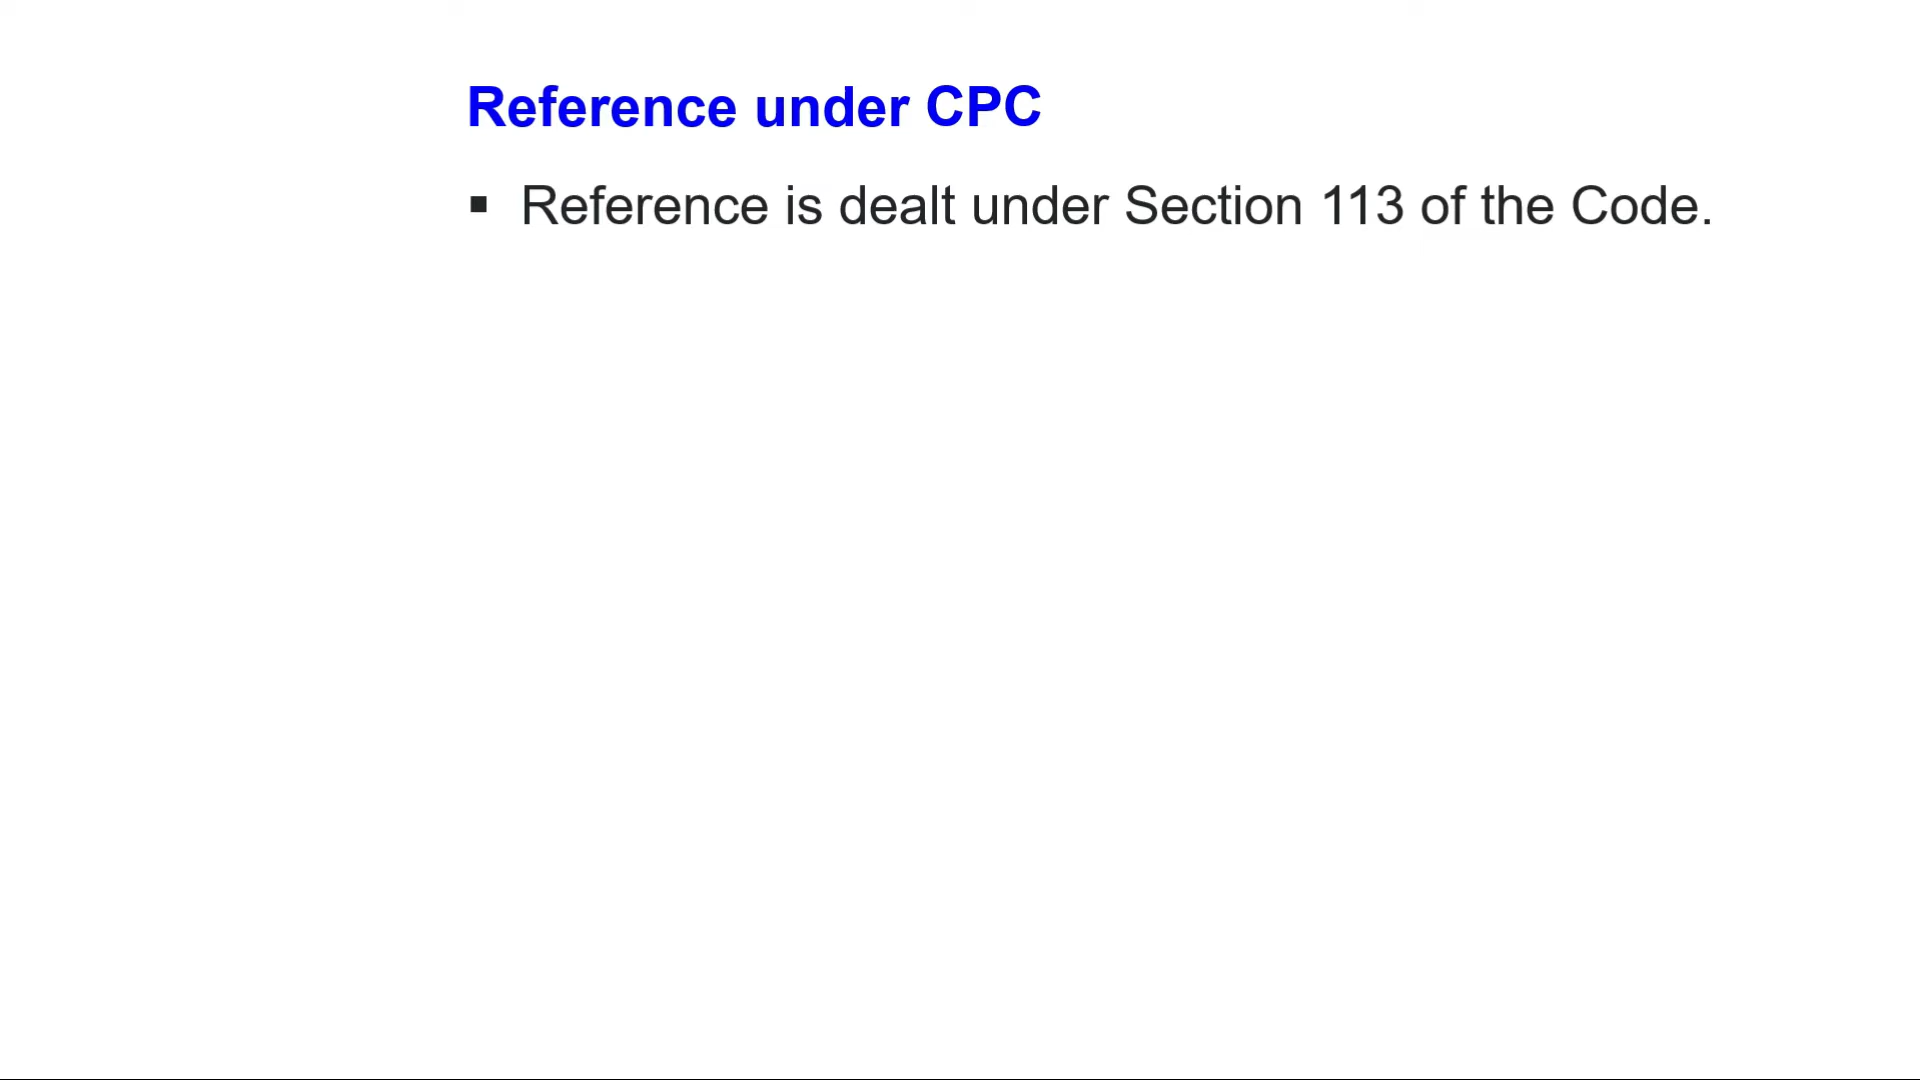 Reference under CPC
▪ Reference is dealt under Section 113 of the Code.